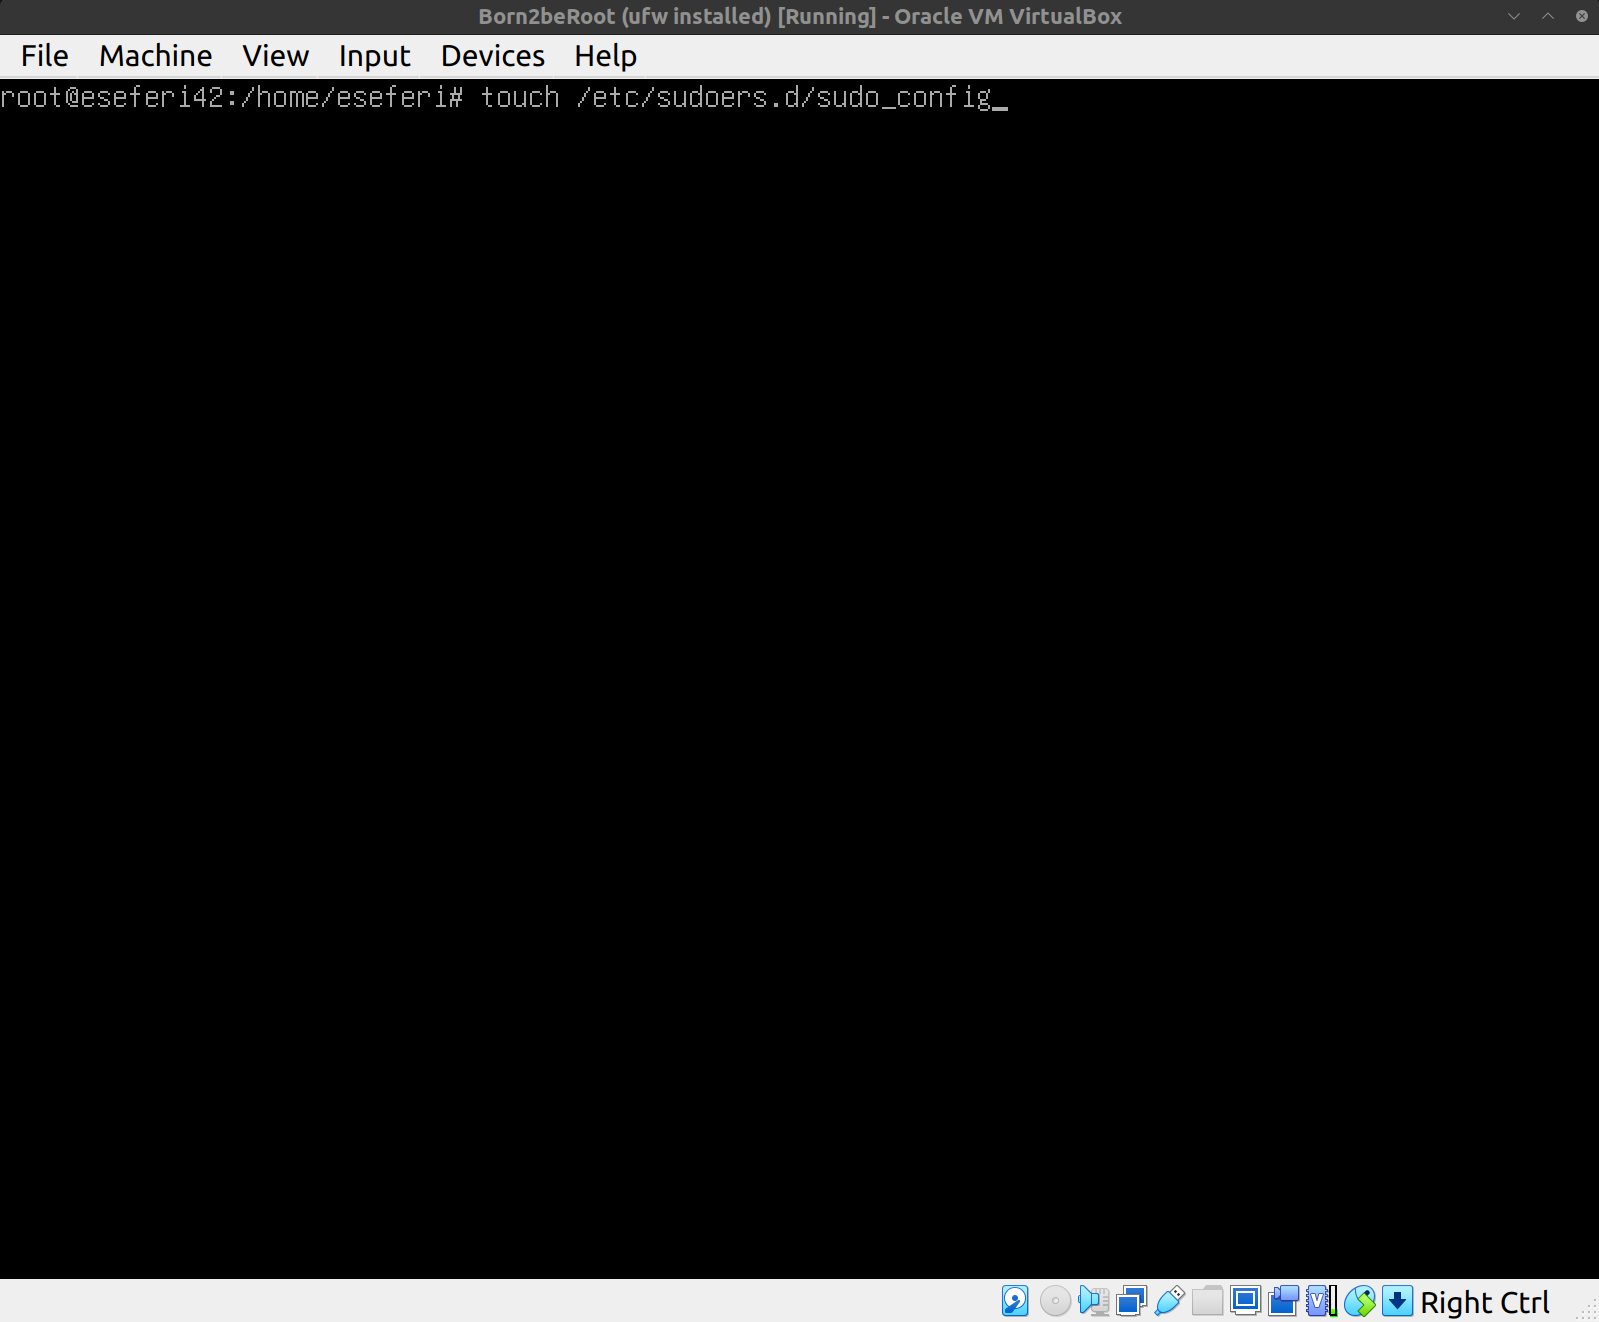 Born2beRoot (ufw installed) [Running] - Oracle VM VirtualBox
File Machine View Input Devices Help
root@eseferi42:/home/eseferi# touch /etc/sudoers.d/sudo_config_
Right Ctrl